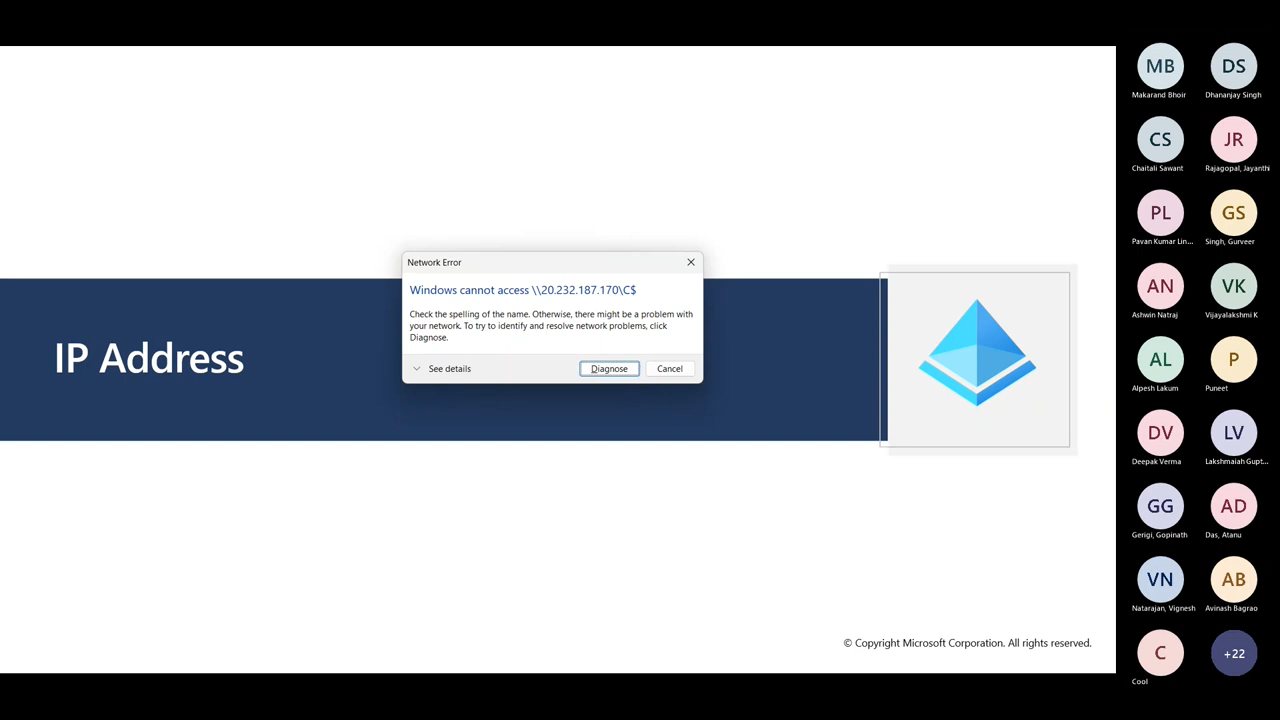 IP Address
Network Error
Windows cannot access \\20.232.187.170\C$
Check the spelling of the name. Otherwise, there might be a problem with
your network. To try to identify and resolve network problems, click
Diagnose.
See details
Diagnose
Cancel
© Copyright Microsoft Corporation. All rights reserved.
MB
DS
Makarand Bhoir
Dhananjay Singh
CS
JR
Chaitali Sawant
Rajagopal, Jayanthi
PL
GS
Pavan Kumar Lin...
Singh, Gurveer
AN
VK
Ashwin Natraj
Vijayalakshmi K
AL
P
Alpesh Lakum
Puneet
DV
LV
Deepak Verma
Lakshmaiah Gupt...
GG
AD
Gerigi, Gopinath
Das, Atanu
VN
AB
Natarajan, Vignesh
Avinash Bagrao
C
+22
Cool